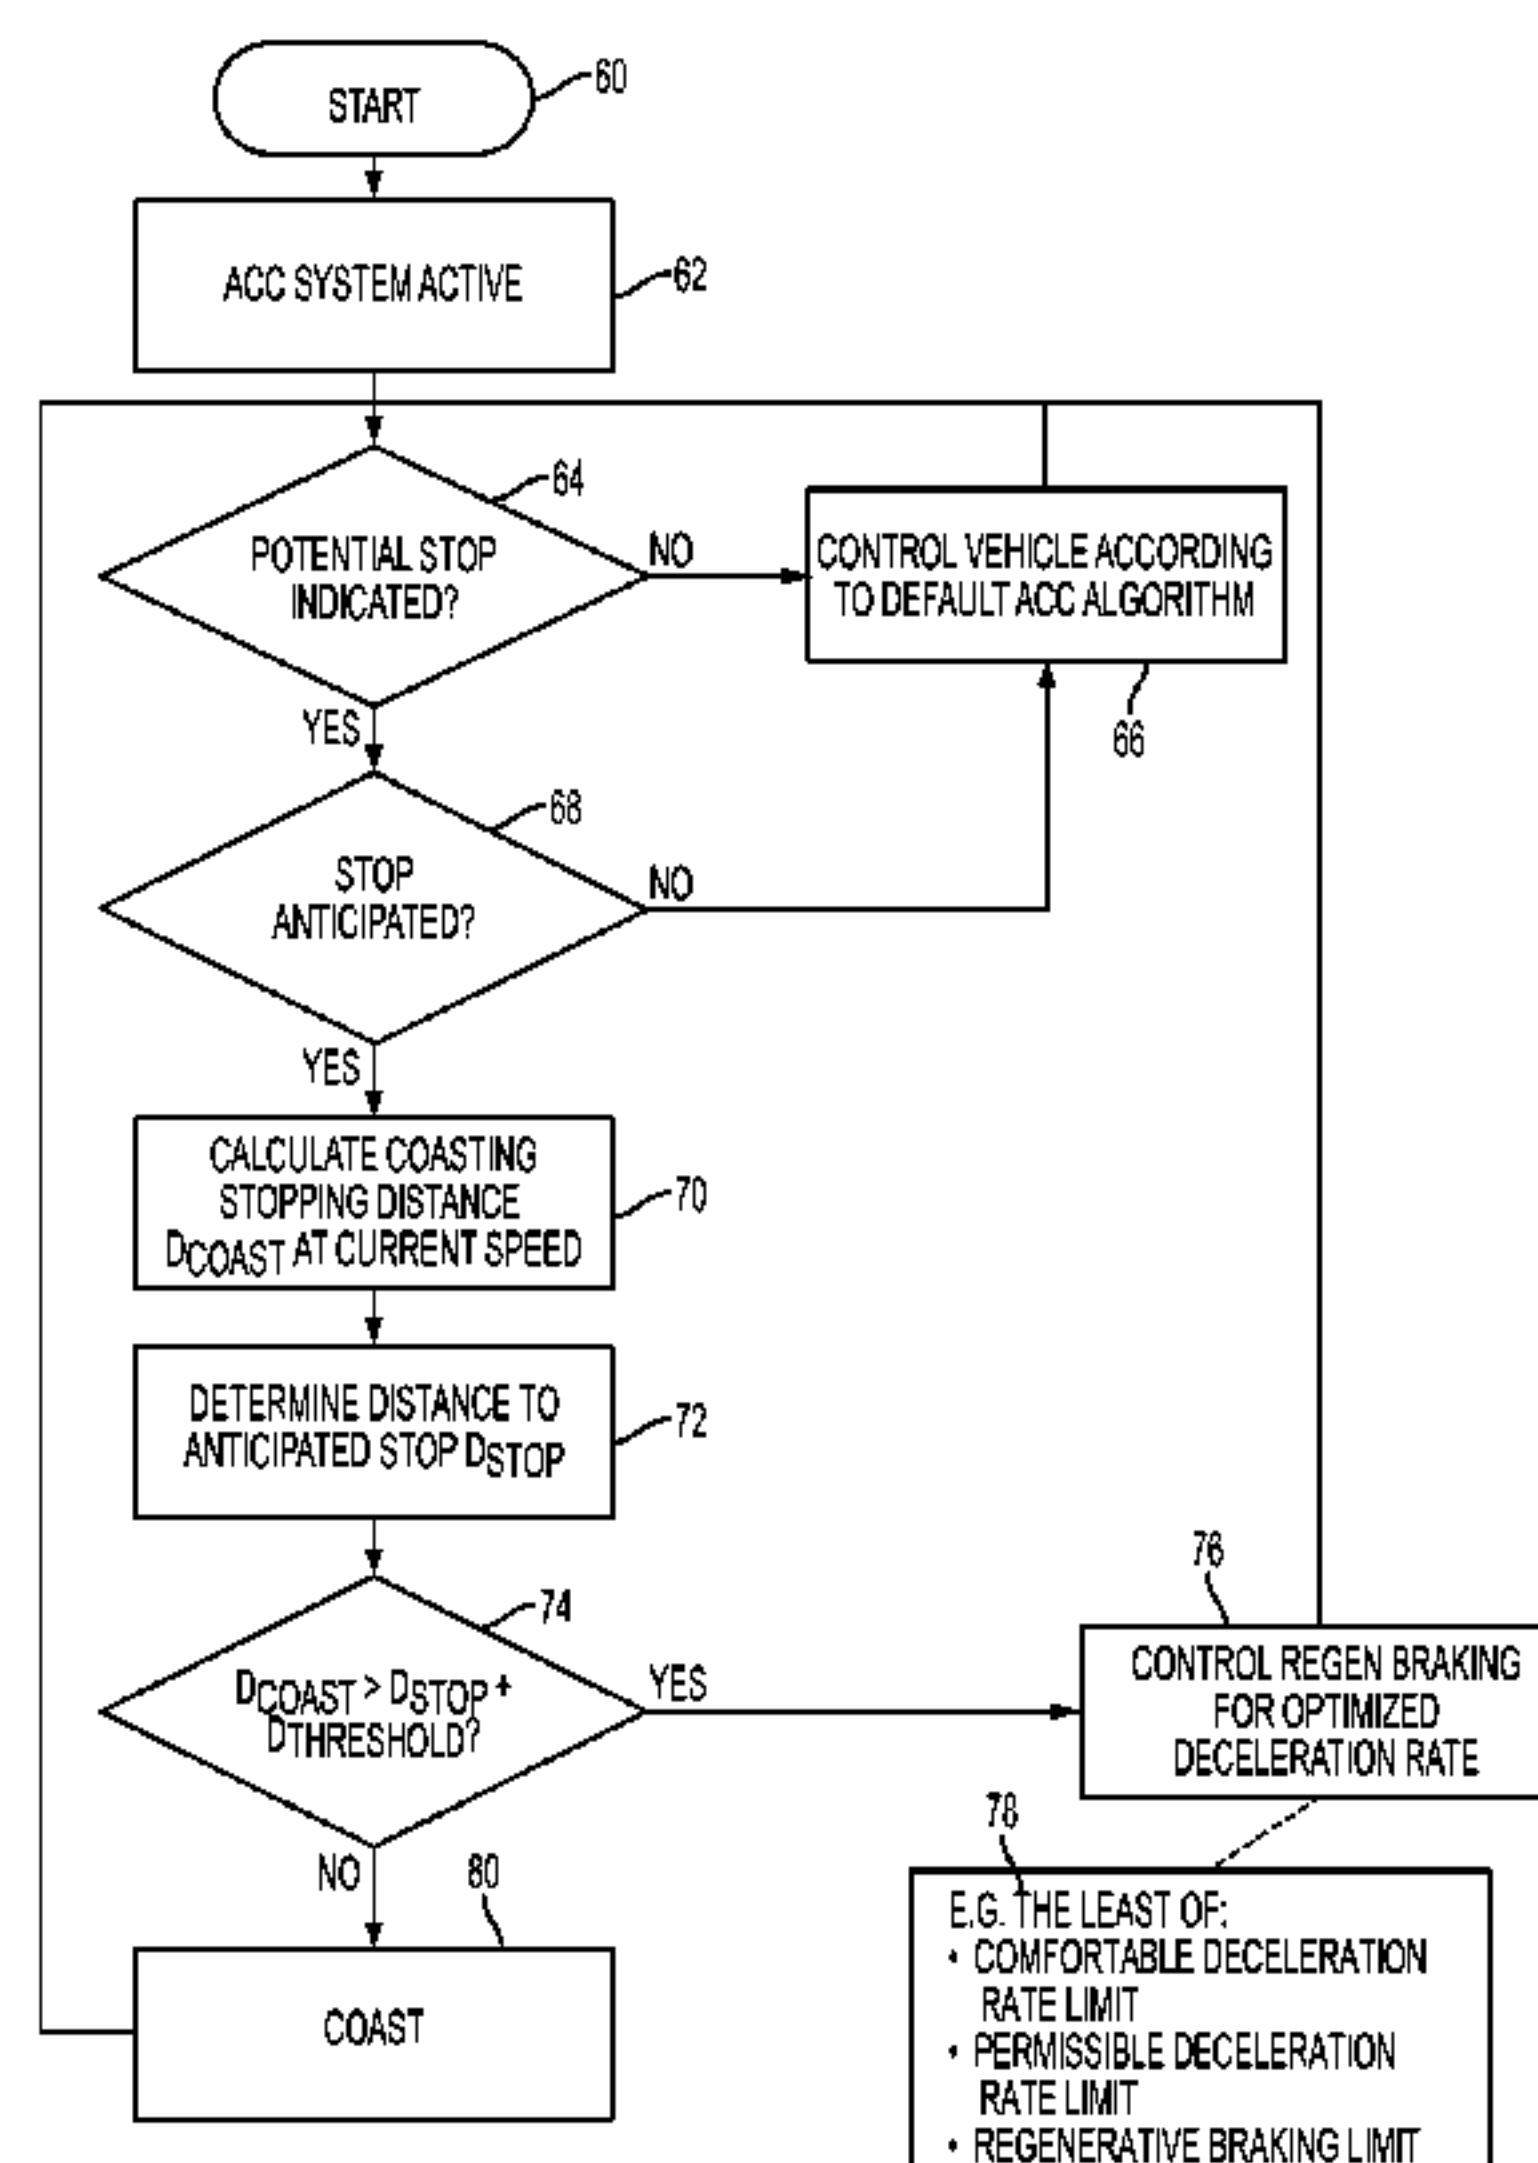 START
60
ACC SYSTEM ACTIVE
62
64
POTENTIAL STOP
INDICATED?
NO
CONTROL VEHICLE ACCORDING
TO DEFAULT ACC ALGORITHM
66
YES
68
STOP
ANTICIPATED?
NO
YES
CALCULATE COASTING
STOPPING DISTANCE
DCOAST AT CURRENT SPEED
70
DETERMINE DISTANCE TO
ANTICIPATED STOP DSTOP
72
74
DCOAST > DSTOP +
DTHRESHOLD?
YES
76
CONTROL REGEN BRAKING
FOR OPTIMIZED
DECELERATION RATE
NO
80
COAST
78
E.G. THE LEAST OF:
• COMFORTABLE DECELERATION
RATE LIMIT
• PERMISSIBLE DECELERATION
RATE LIMIT
• REGENERATIVE BRAKING LIMIT